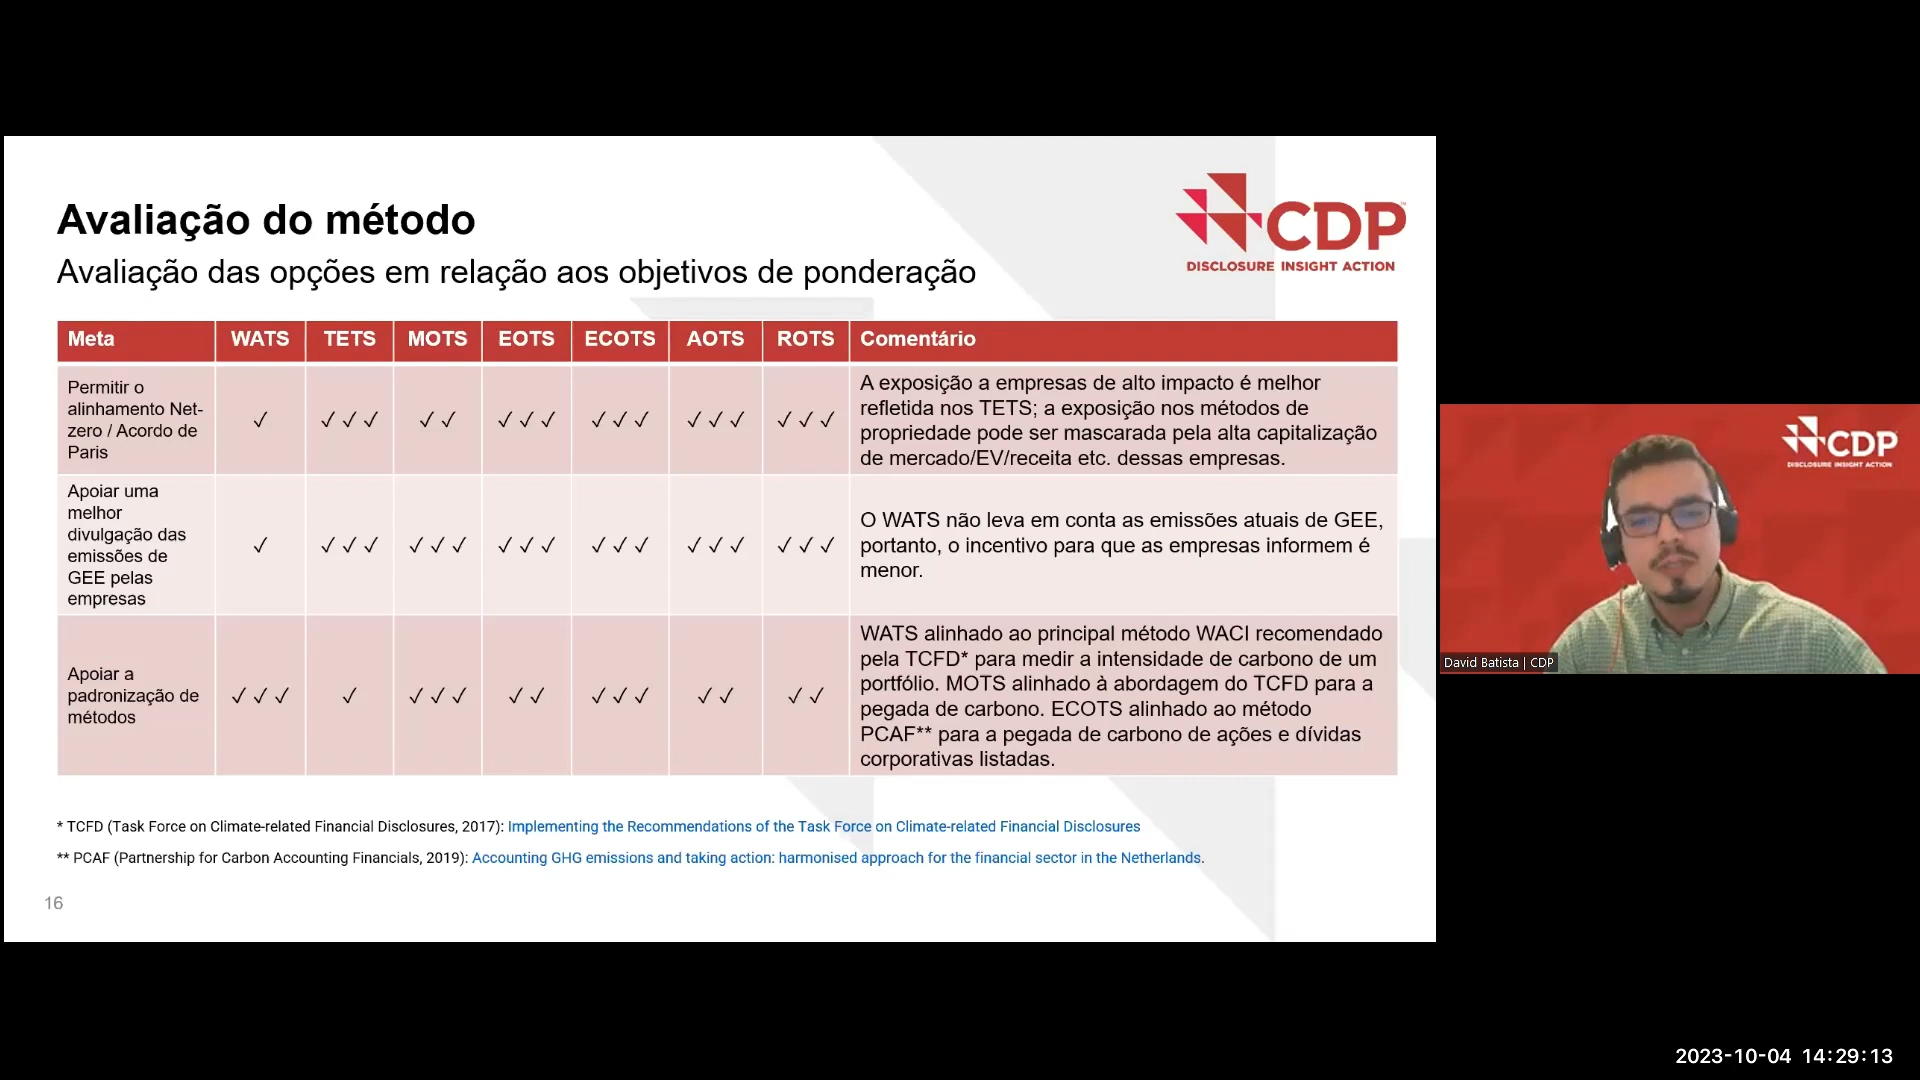 Avaliação do método
Avaliação das opções em relação aos objetivos de ponderação
CDP
DISCLOSURE INSIGHT ACTION
Meta WATS TETS MOTS EOTS ECOTS AOTS ROTS Comentário
Permitir o
alinhamento Net-
zero / Acordo de
Paris
✓ ✓✓✓ ✓✓ ✓✓✓ ✓✓✓ ✓✓✓ ✓✓✓
A exposição a empresas de alto impacto é melhor
refletida nos TETS; a exposição nos métodos de
propriedade pode ser mascarada pela alta capitalização
de mercado/EV/receita etc. dessas empresas.
Apoiar uma
melhor
divulgação das
emissões de
GEE pelas
empresas
✓ ✓✓✓ ✓✓✓ ✓✓✓ ✓✓✓ ✓✓✓ ✓✓✓
O WATS não leva em conta as emissões atuais de GEE,
portanto, o incentivo para que as empresas informem é
menor.
Apoiar a
padronização de
métodos
✓✓✓ ✓ ✓✓✓ ✓✓ ✓✓✓ ✓✓ ✓✓
WATS alinhado ao principal método WACI recomendado
pela TCFD* para medir a intensidade de carbono de um
portfólio. MOTS alinhado à abordagem do TCFD para a
pegada de carbono. ECOTS alinhado ao método
PCAF** para a pegada de carbono de ações e dívidas
corporativas listadas.
* TCFD (Task Force on Climate-related Financial Disclosures, 2017): Implementing the Recommendations of the Task Force on Climate-related Financial Disclosures
** PCAF (Partnership for Carbon Accounting Financials, 2019): Accounting GHG emissions and taking action: harmonised approach for the financial sector in the Netherlands.
16
CDP
DISCLOSURE INSIGHT ACTION
David Batista | CDP
2023-10-04 14:29:13